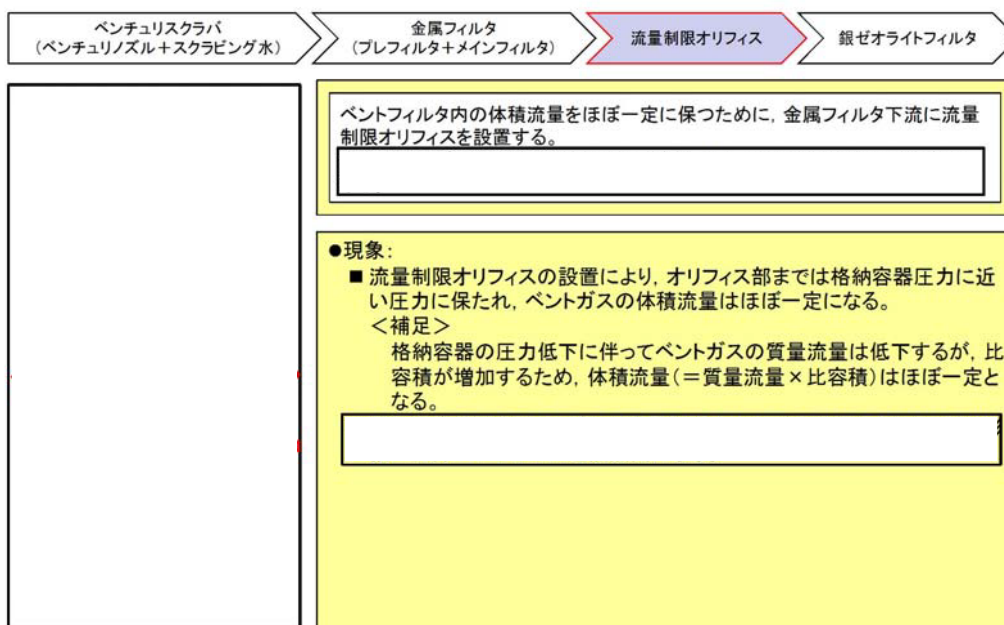 ベンチュリスクラバ
（ベンチュリノズル＋スクラビング水）
金属フィルタ
（プレフィルタ＋メインフィルタ）
流量制限オリフィス
銀ゼオライトフィルタ
ベントフィルタ内の体積流量をほぼ一定に保つために，金属フィルタ下流に流量
制限オリフィスを設置する。
●現象：
■ 流量制限オリフィスの設置により，オリフィス部までは格納容器圧力に近
い圧力に保たれ，ベントガスの体積流量はほぼ一定になる。
＜補足＞
格納容器の圧力低下に伴ってベントガスの質量流量は低下するが，比
容積が増加するため，体積流量（＝質量流量×比容積）はほぼ一定と
なる。